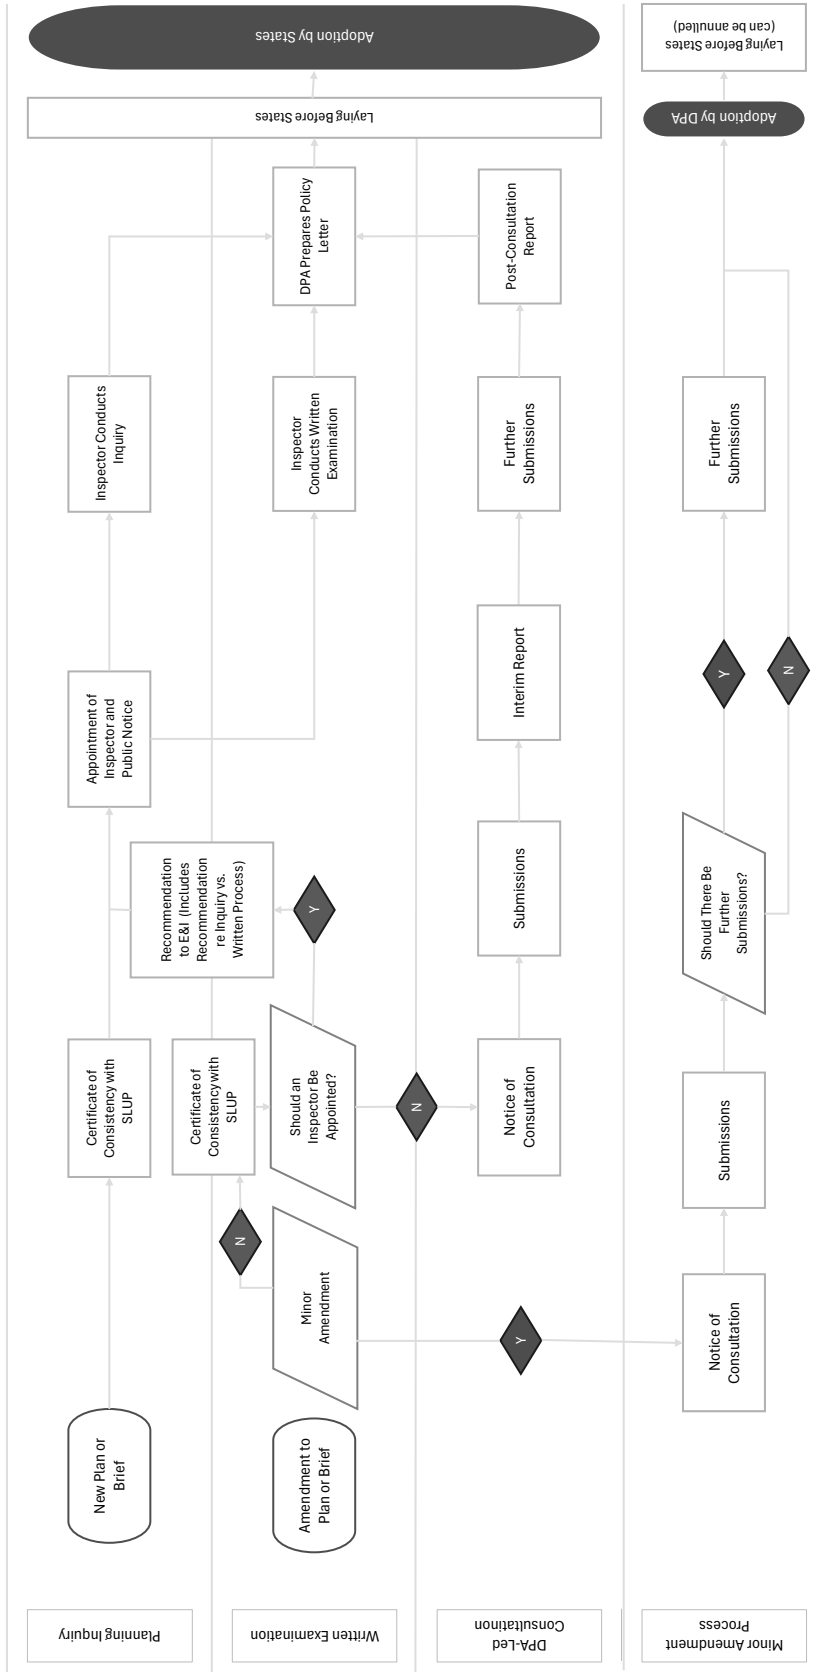 Planning Inquiry
New Plan or
Brief
Certificate of
Consistency with
SLUP
Appointment of
Inspector and
Public Notice
Inspector Conducts
Inquiry
Written Examination
Amendment to
Plan or Brief
Minor
Amendment
N
Certificate of
Consistency with
SLUP
Should an
Inspector Be
Appointed?
Y
Recommendation
to E&I (Includes
Recommendation
re Inquiry vs.
Written Process)
Inspector
Conducts Written
Examination
DPA Prepares Policy
Letter
Laying Before States
Adoption by States
DPA-Led
Consultatinon
Y
N
Notice of
Consultation
Submissions
Interim Report
Further
Submissions
Post-Consultation
Report
Minor Amendment
Process
Notice of
Consultation
Submissions
Should There Be
Further
Submissions?
Y
N
Further
Submissions
Adoption by DPA
Laying Before States
(can be annulled)